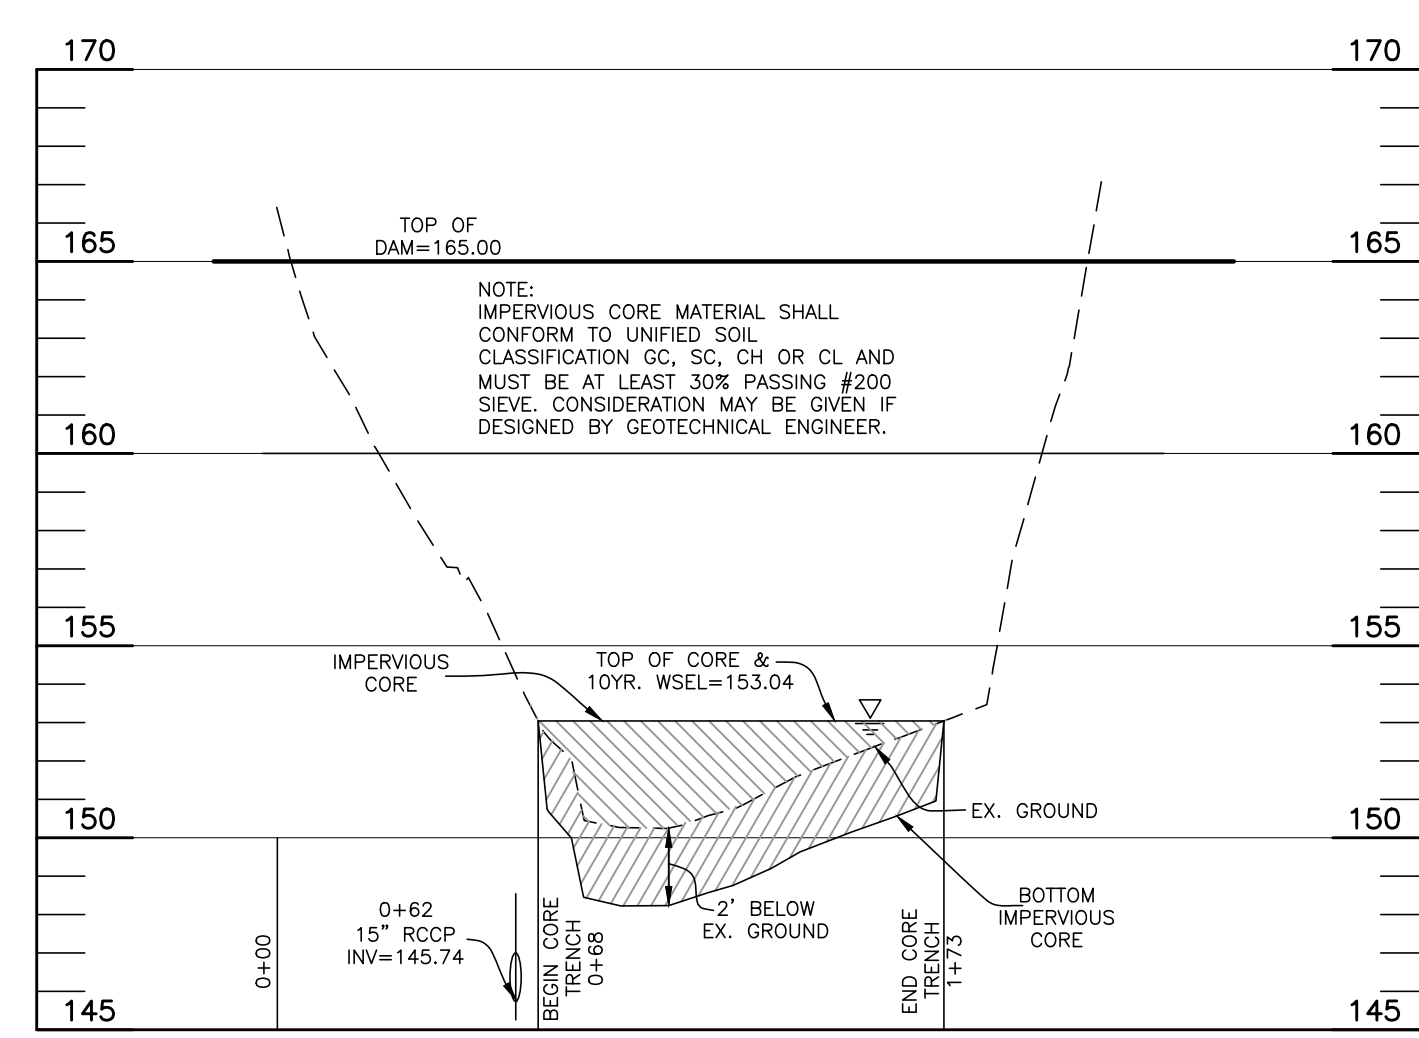 170
170
TOP OF
DAM=165.00
165
165
NOTE:
IMPERVIOUS CORE MATERIAL SHALL
CONFORM TO UNIFIED SOIL
CLASSIFICATION GC, SC, CH OR CL AND
MUST BE AT LEAST 30% PASSING #200
SIEVE. CONSIDERATION MAY BE GIVEN IF
DESIGNED BY GEOTECHNICAL ENGINEER.
160
160
155
155
IMPERVIOUS
CORE
TOP OF CORE &
10YR. WSEL=153.04
150
150
EX. GROUND
BOTTOM
IMPERVIOUS
CORE
2' BELOW
EX. GROUND
0+62
15" RCCP
INV=145.74
0+00
BEGIN CORE
TRENCH
0+68
END CORE
TRENCH
1+73
145
145